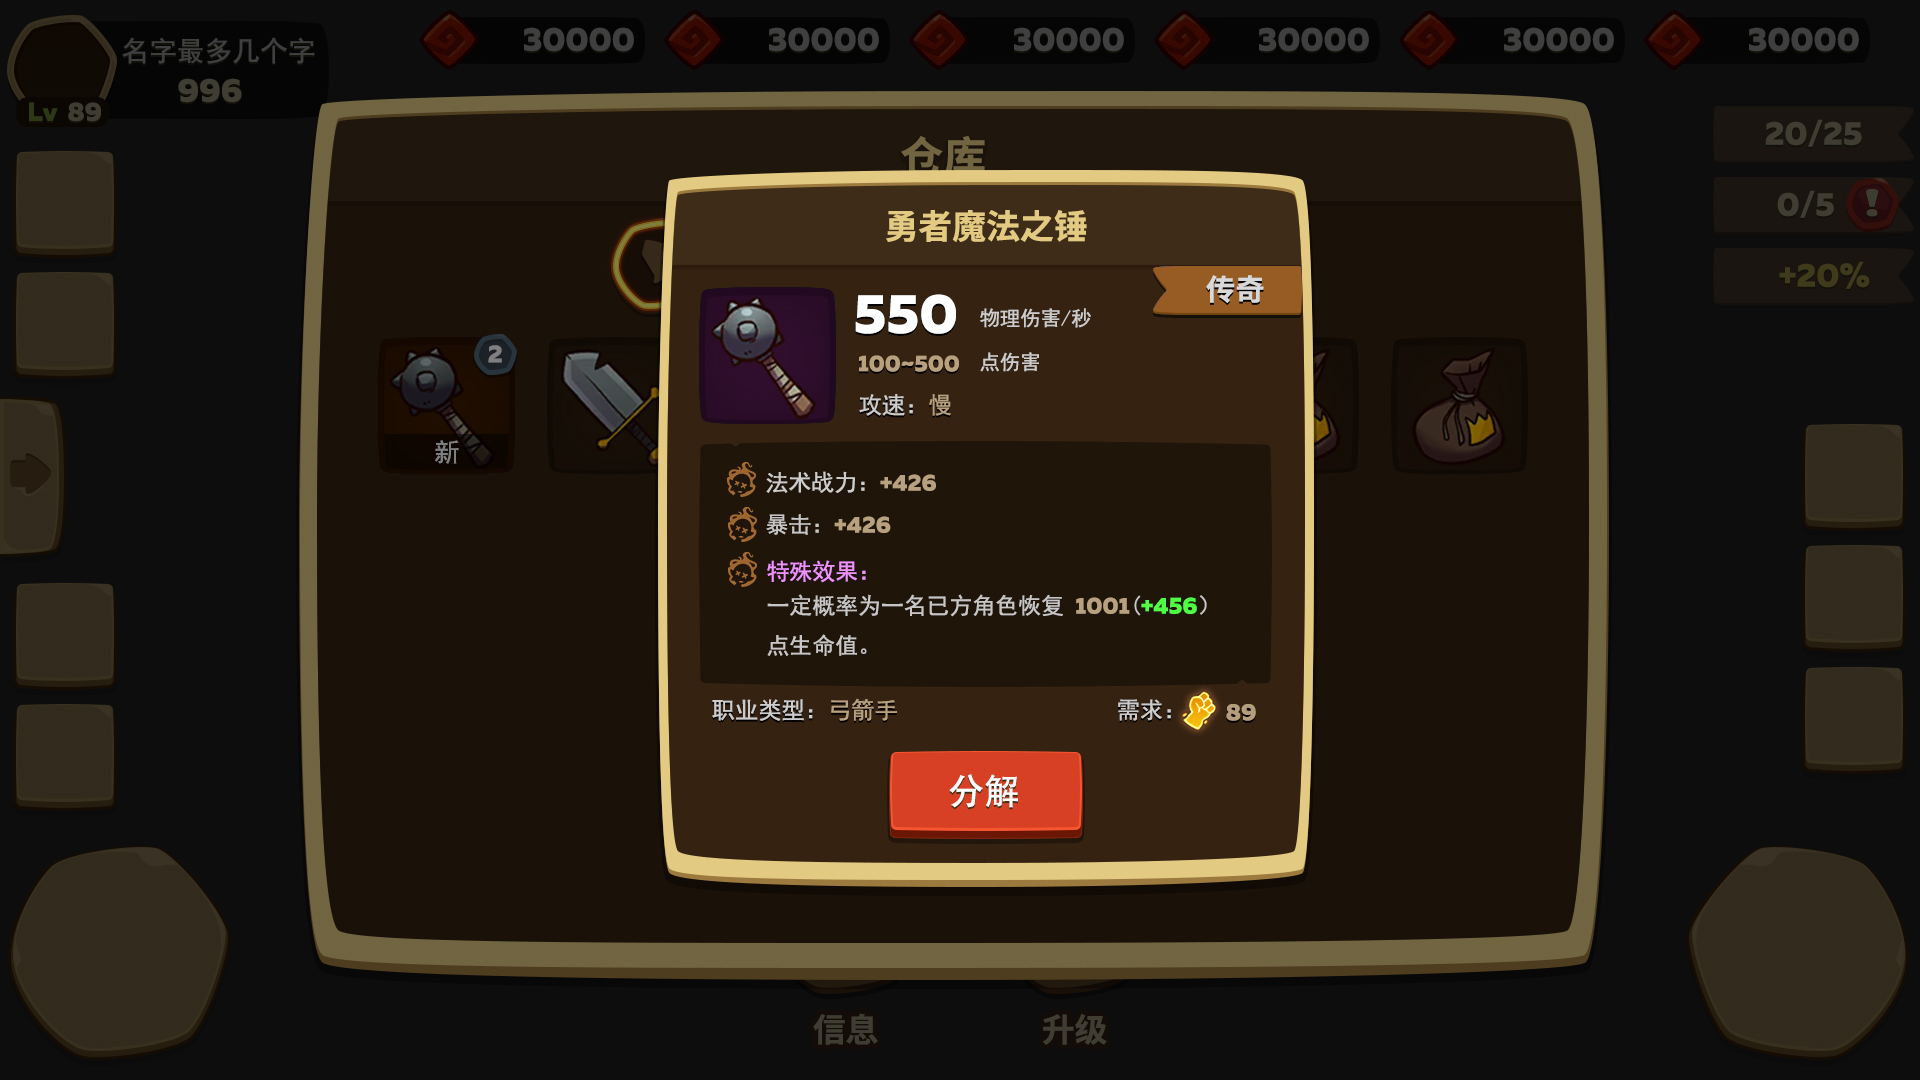 名字最多几个字
996
Lv 89
30000
30000
30000
30000
30000
30000
20/25
0/5
+20%
仓库
2
新
勇者魔法之锤
传奇
550 物理伤害/秒
100~500 点伤害
攻速：慢
法术战力：+426
暴击：+426
特殊效果：
一定概率为一名已方角色恢复 1001(+456)
点生命值。
职业类型：弓箭手
需求： 89
分解
信息
升级